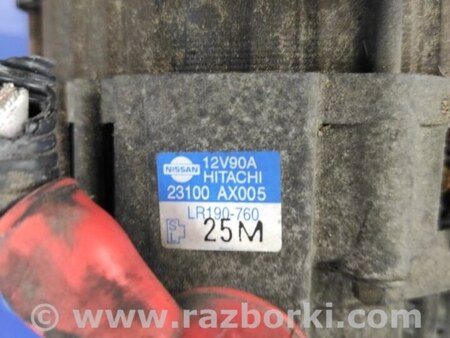 NISSAN 12V90A
HITACHI
23100 AX005
LR190-760
25M
©www.razborki.com